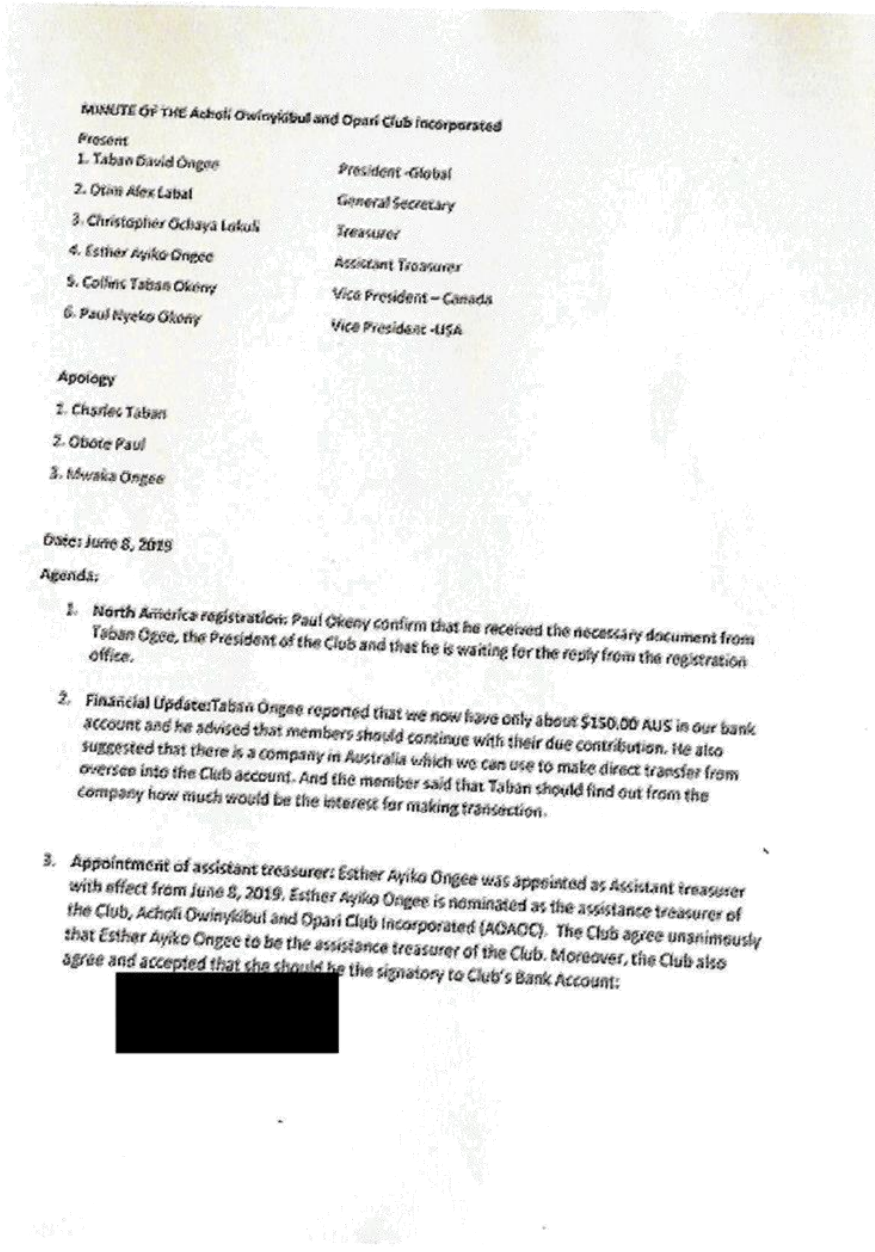 MINUTE OF THE Acholi Owinykibul and Opari Club Incorporated
Present
1. Taban David Ongee President -Global
2. Otim Alex Labal General Secretary
3. Christopher Ochaya Lokuli Treasurer
4. Esther Ayiko Ongee Assistant Treasurer
5. Collins Taban Okeny Vice President – Canada
6. Paul Nyeko Okeny Vice President -USA
Apology
1. Charles Taban
2. Obote Paul
3. Mwaka Ongee
Date: June 8, 2019
Agenda:
1. North America registration: Paul Okeny confirm that he received the necessary document from
Taban Ogee, the President of the Club and that he is waiting for the reply from the registration
office.
2. Financial Update:Taban Ongee reported that we now have only about $150.00 AUS in our bank
account and he advised that members should continue with their due contribution. He also
suggested that there is a company in Australia which we can use to make direct transfer from
oversee into the Club account. And the member said that Taban should find out from the
company how much would be the interest for making transection.
3. Appointment of assistant treasurer: Esther Ayiko Ongee was appointed as Assistant treasurer
with effect from June 8, 2019. Esther Ayiko Ongee is nominated as the assistance treasurer of
the Club, Acholi Owinykibul and Opari Club Incorporated (AOAOC). The Club agree unanimously
that Esther Ayiko Ongee to be the assistance treasurer of the Club. Moreover, the Club also
agree and accepted that she should be the signatory to Club's Bank Account: